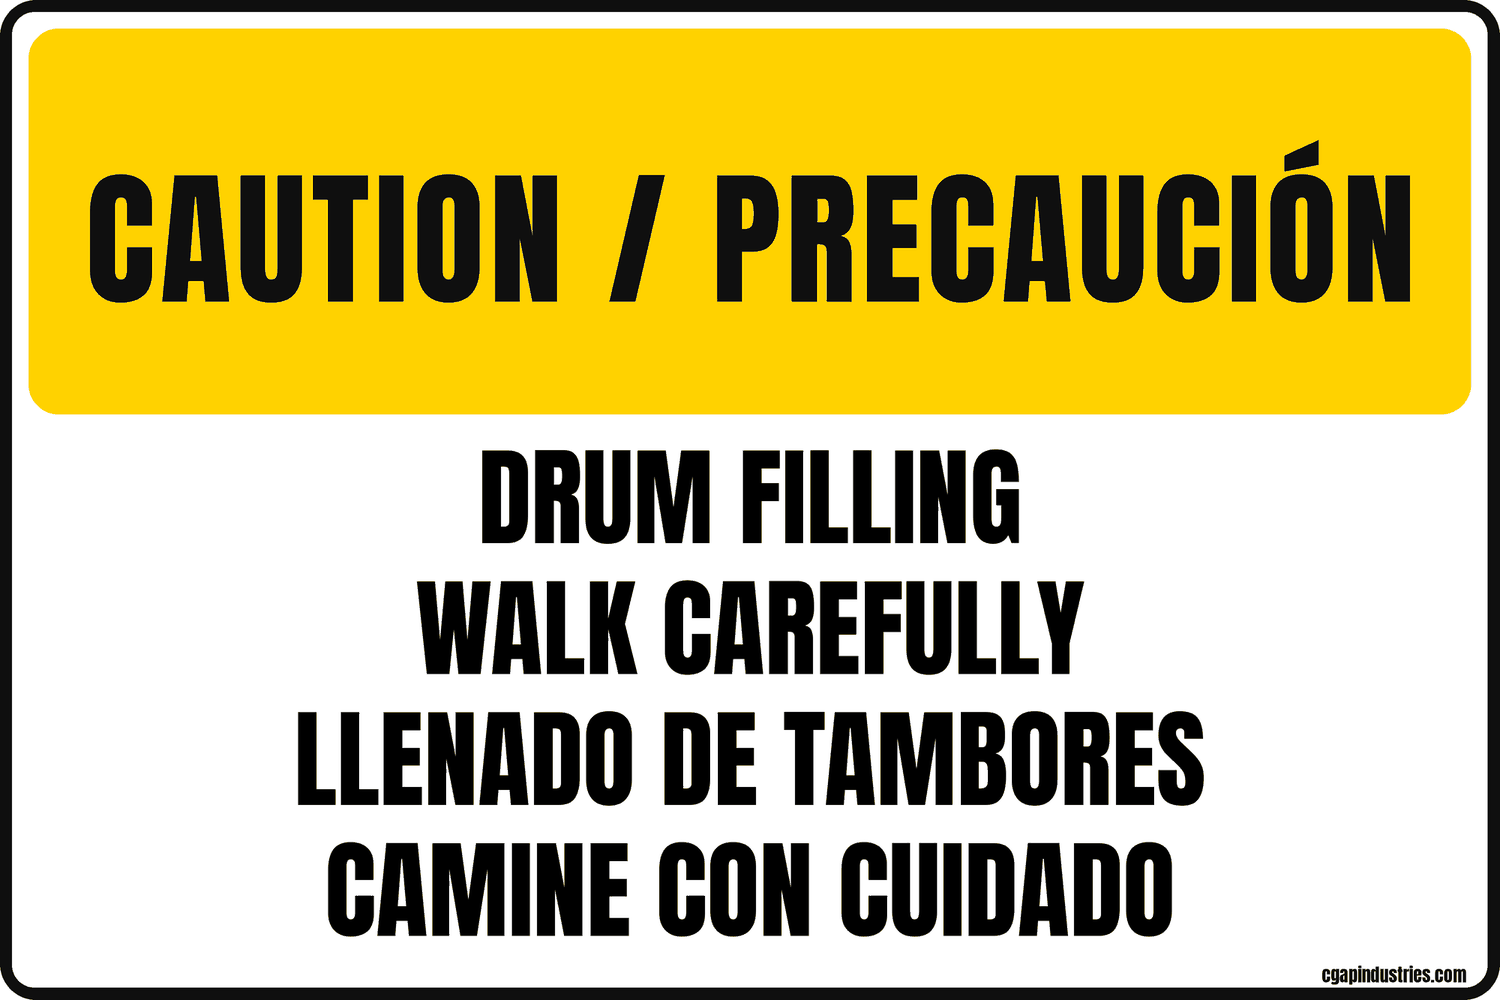 CAUTION / PRECAUCIÓN
DRUM FILLING
WALK CAREFULLY
LLENADO DE TAMBORES
CAMINE CON CUIDADO
cgapindustries.com